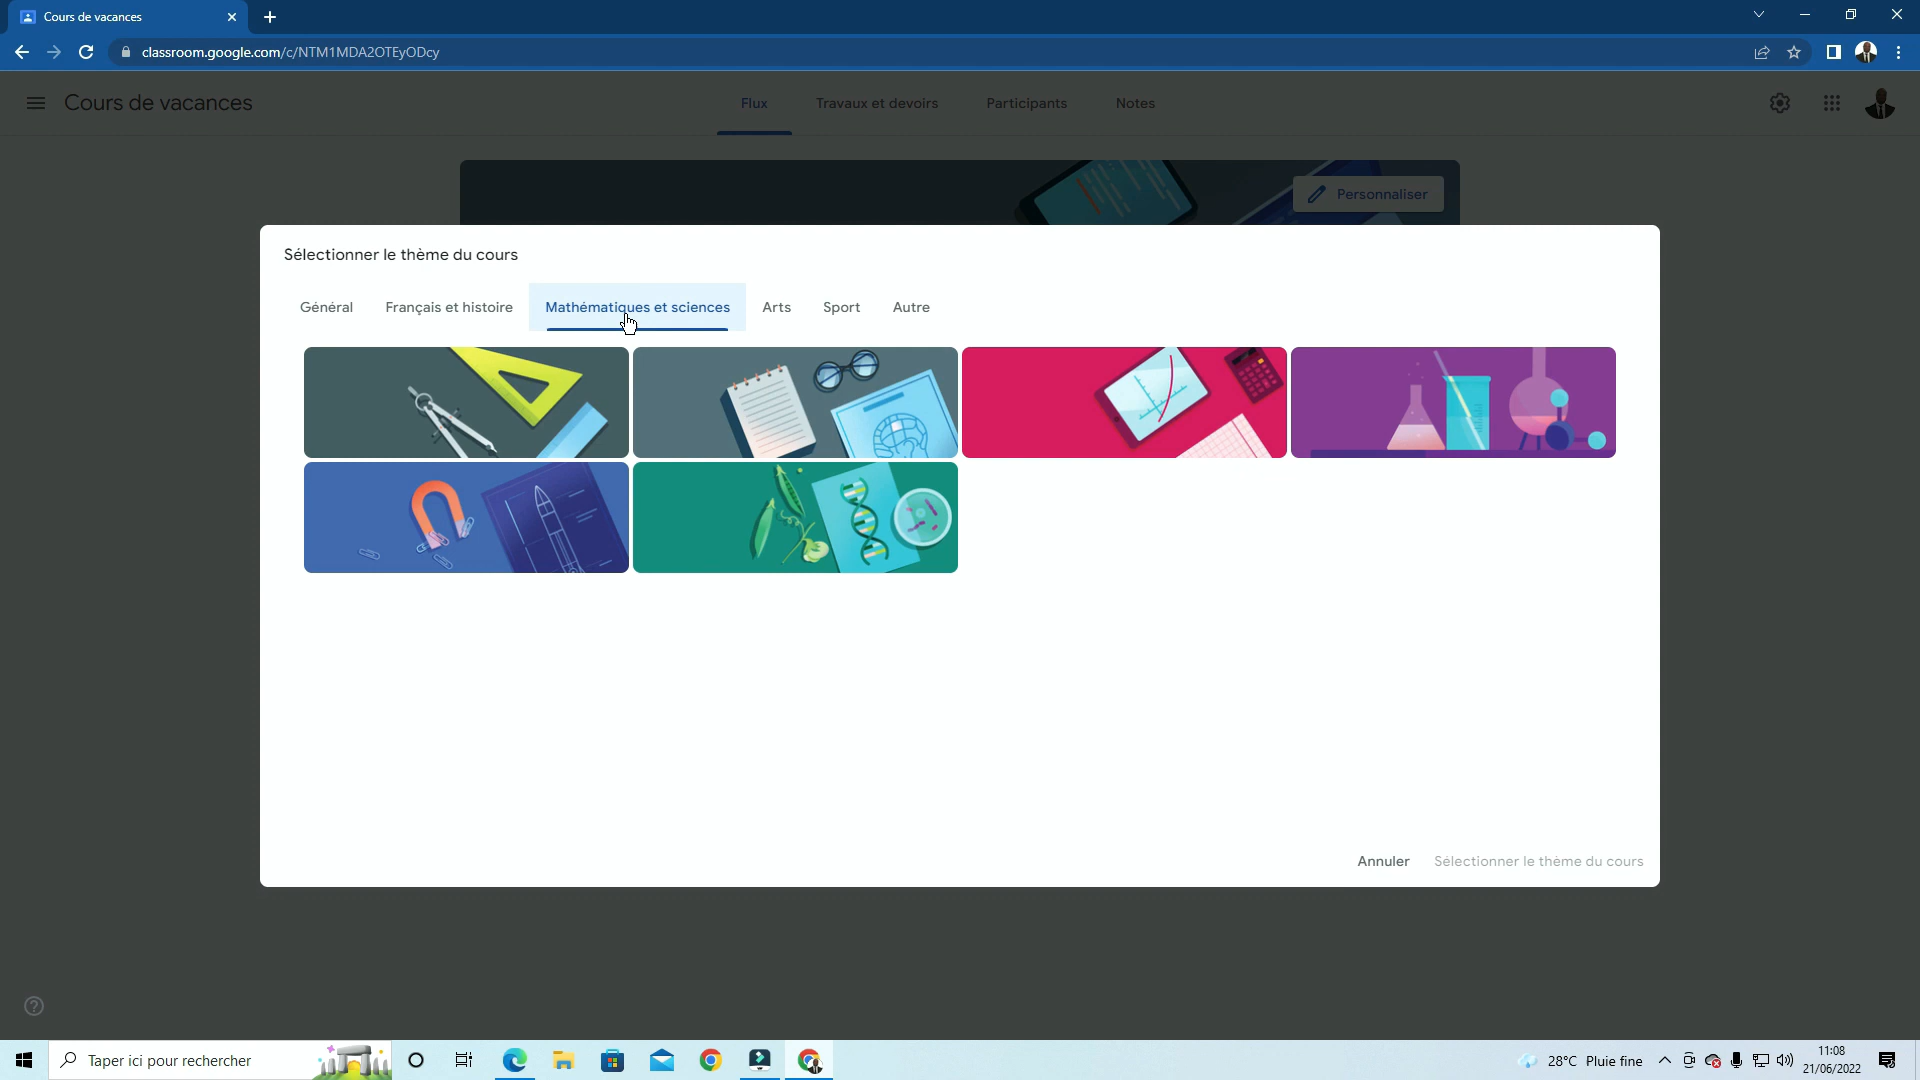 Cours de vacances
classroom.google.com/c/NTM1MDA2OTEyODcy
Cours de vacances
Flux
Travaux et devoirs
Participants
Notes
Personnaliser
Sélectionner le thème du cours
Général
Français et histoire
Mathématiques et sciences
Arts
Sport
Autre
Annuler
Sélectionner le thème du cours
Taper ici pour rechercher
28°C Pluie fine
11:08
21/06/2022